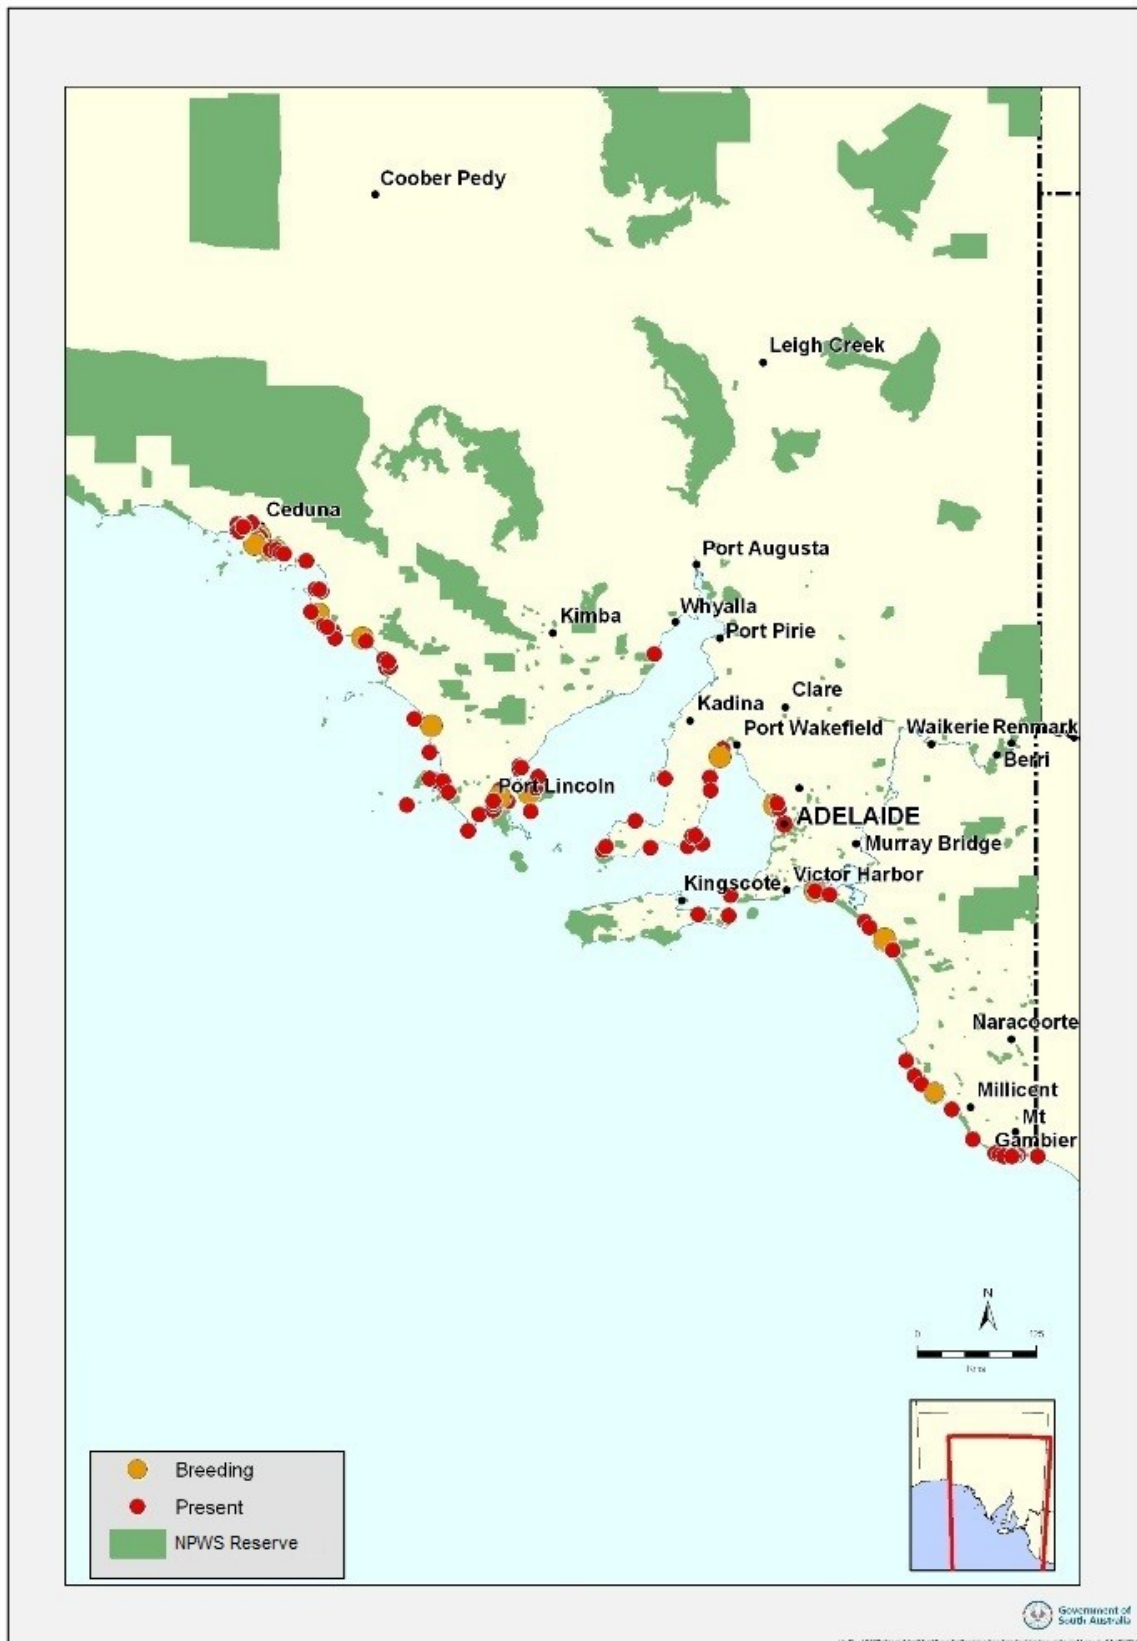 Coober Pedy
Leigh Creek
Ceduna
Port Augusta
Kimba
Whyalla
Port Pirie
Kadina
Clare
Port Wakefield
Waikerie Renmark
Berri
Port Lincoln
ADELAIDE
Murray Bridge
Kingscote
Victor Harbor
Naracoorte
Millicent
Mt
Gambier
N
0 125
Kms
Breeding
Present
NPWS Reserve
Government of
South Australia